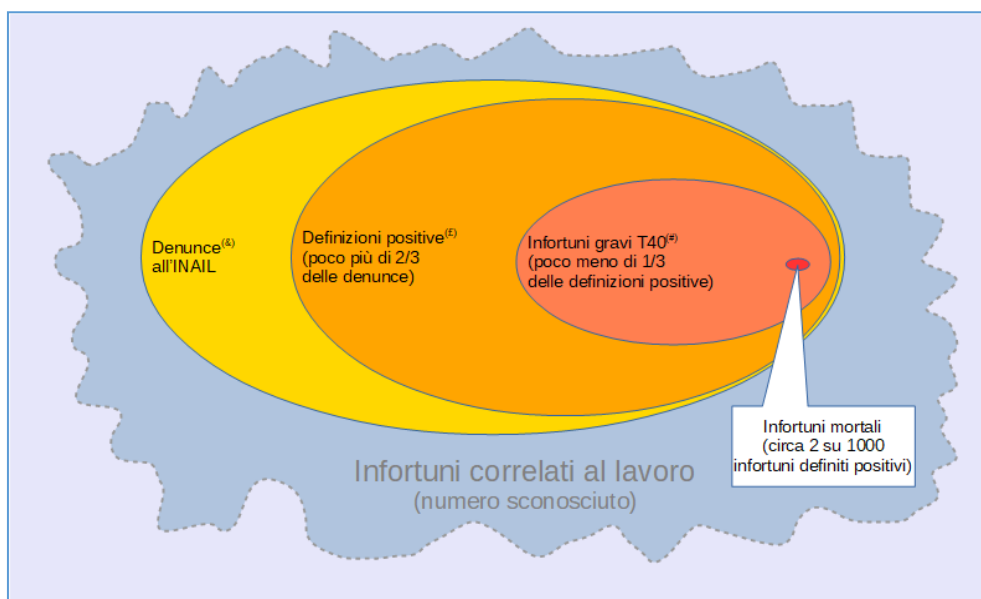 Denunce(&)
all'INAIL
Definizioni positive(£)
(poco più di 2/3
delle denunce)
Infortuni gravi T40(#)
(poco meno di 1/3
delle definizioni positive)
Infortuni mortali
(circa 2 su 1000
infortuni definiti positivi)
Infortuni correlati al lavoro
(numero sconosciuto)